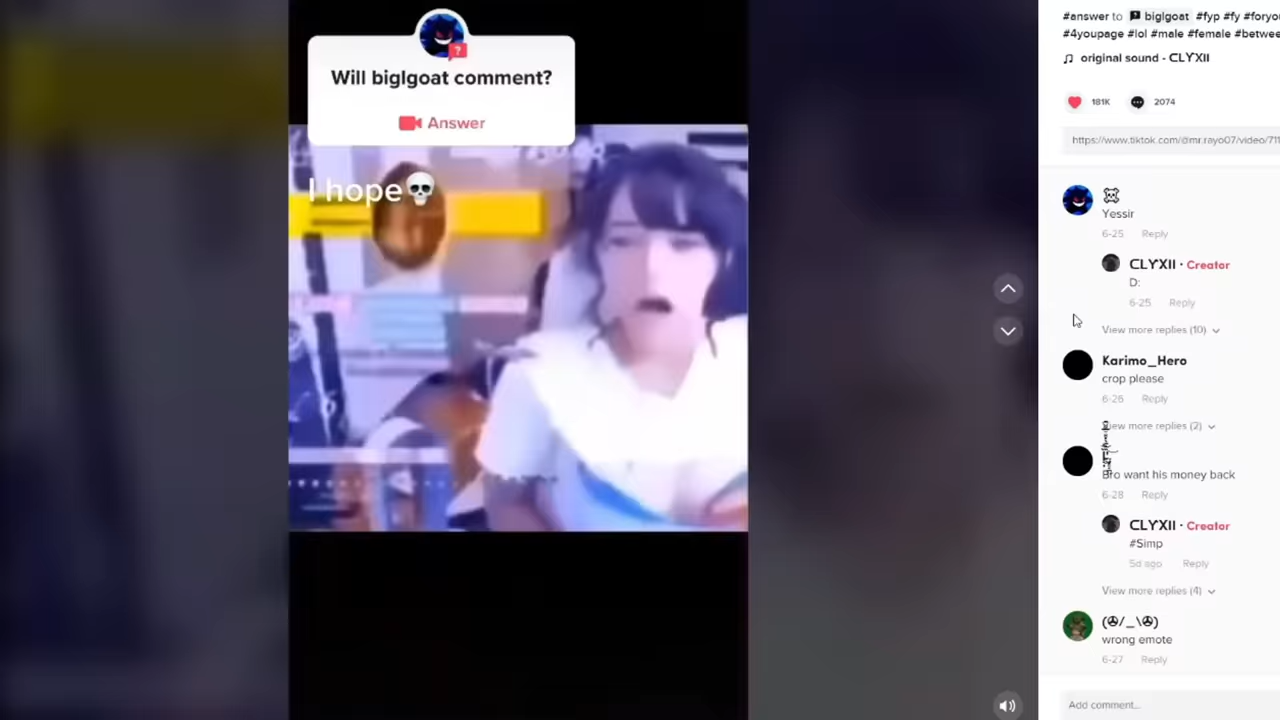 Will biglgoat comment?
Answer
I hope💀
#answer to biglgoat #fyp #fy #foryo
#4youpage #lol #male #female #betwee
original sound - CLYXII
181K
2074
https://www.tiktok.com/@mr.rayo07/video/711
☠
Yessir
6-25 Reply
CLYXII · Creator
D:
6-25 Reply
View more replies (10)
Karimo_Hero
crop please
6-26 Reply
View more replies (2)
Bro want his money back
6-28 Reply
CLYXII · Creator
#Simp
5d ago Reply
View more replies (4)
(✇/_\✇)
wrong emote
6-27 Reply
Add comment...